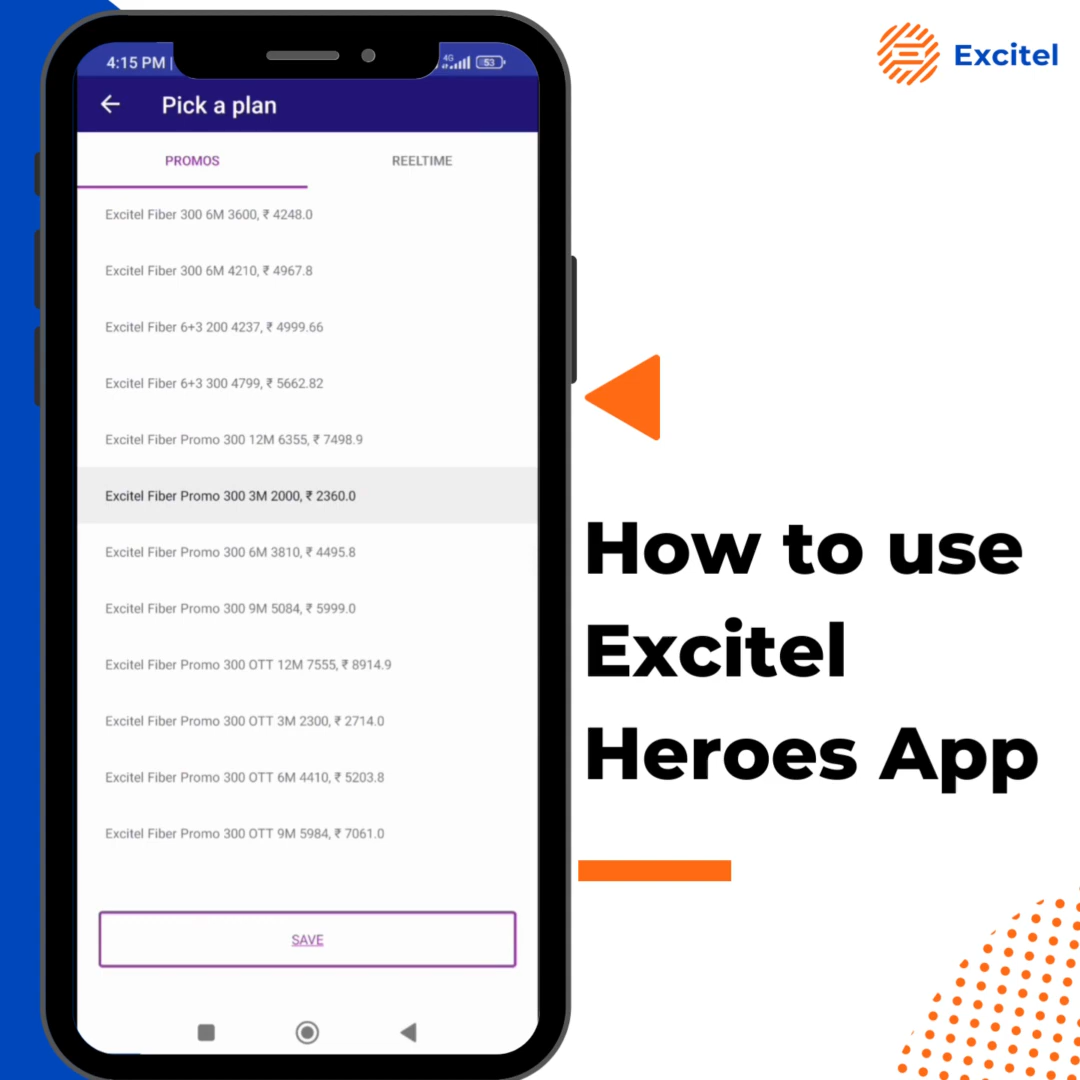 4:15 PM
4G
53
Excitel
Pick a plan
PROMOS
REELTIME
Excitel Fiber 300 6M 3600, ₹ 4248.0
Excitel Fiber 300 6M 4210, ₹ 4967.8
Excitel Fiber 6+3 200 4237, ₹ 4999.66
Excitel Fiber 6+3 300 4799, ₹ 5662.82
Excitel Fiber Promo 300 12M 6355, ₹ 7498.9
Excitel Fiber Promo 300 3M 2000, ₹ 2360.0
Excitel Fiber Promo 300 6M 3810, ₹ 4495.8
Excitel Fiber Promo 300 9M 5084, ₹ 5999.0
Excitel Fiber Promo 300 OTT 12M 7555, ₹ 8914.9
Excitel Fiber Promo 300 OTT 3M 2300, ₹ 2714.0
Excitel Fiber Promo 300 OTT 6M 4410, ₹ 5203.8
Excitel Fiber Promo 300 OTT 9M 5984, ₹ 7061.0
SAVE
How to use
Excitel
Heroes App